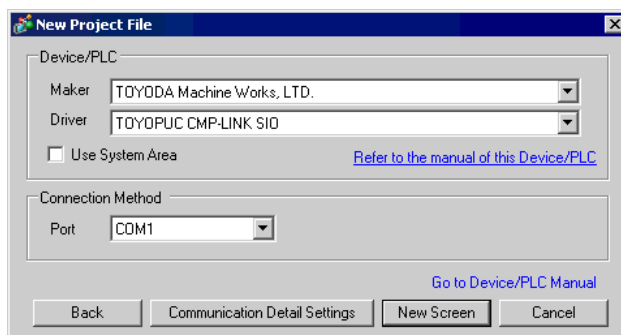 New Project File
Device/PLC
Maker TOYODA Machine Works, LTD.
Driver TOYOPUC CMP-LINK SIO
Use System Area Refer to the manual of this Device/PLC
Connection Method
Port COM1
Go to Device/PLC Manual
Back Communication Detail Settings New Screen Cancel